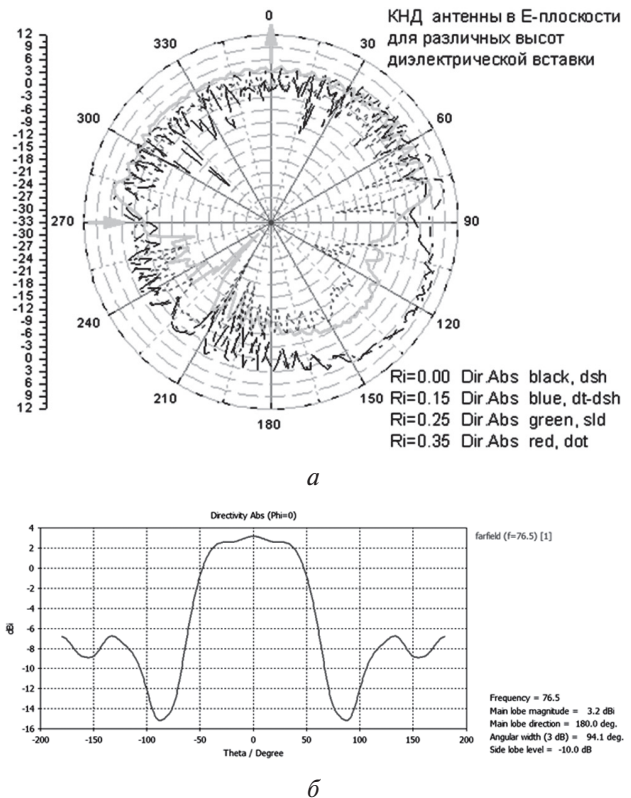 КНД антенны в Е-плоскости
для различных высот
диэлектрической вставки
0
30
60
90
120
150
180
210
240
270
300
330
12
9
6
3
0
-3
-6
-9
-12
-15
-18
-21
-24
-27
-30
-33
-30
-27
-24
-21
-18
-15
-12
-9
-6
-3
0
3
6
9
12
Ri=0.00 Dir.Abs black, dsh
Ri=0.15 Dir.Abs blue, dt-dsh
Ri=0.25 Dir.Abs green, sld
Ri=0.35 Dir.Abs red, dot
а
Directivity Abs (Phi=0)
4
2
0
-2
-4
-6
-8
-10
-12
-14
-16
dBi
-200 -150 -100 -50 0 50 100 150 200
Theta / Degree
farfield (f=76.5) [1]
Frequency = 76.5
Main lobe magnitude = 3.2 dBi
Main lobe direction = 180.0 deg.
Angular width (3 dB) = 94.1 deg.
Side lobe level = -10.0 dB
б